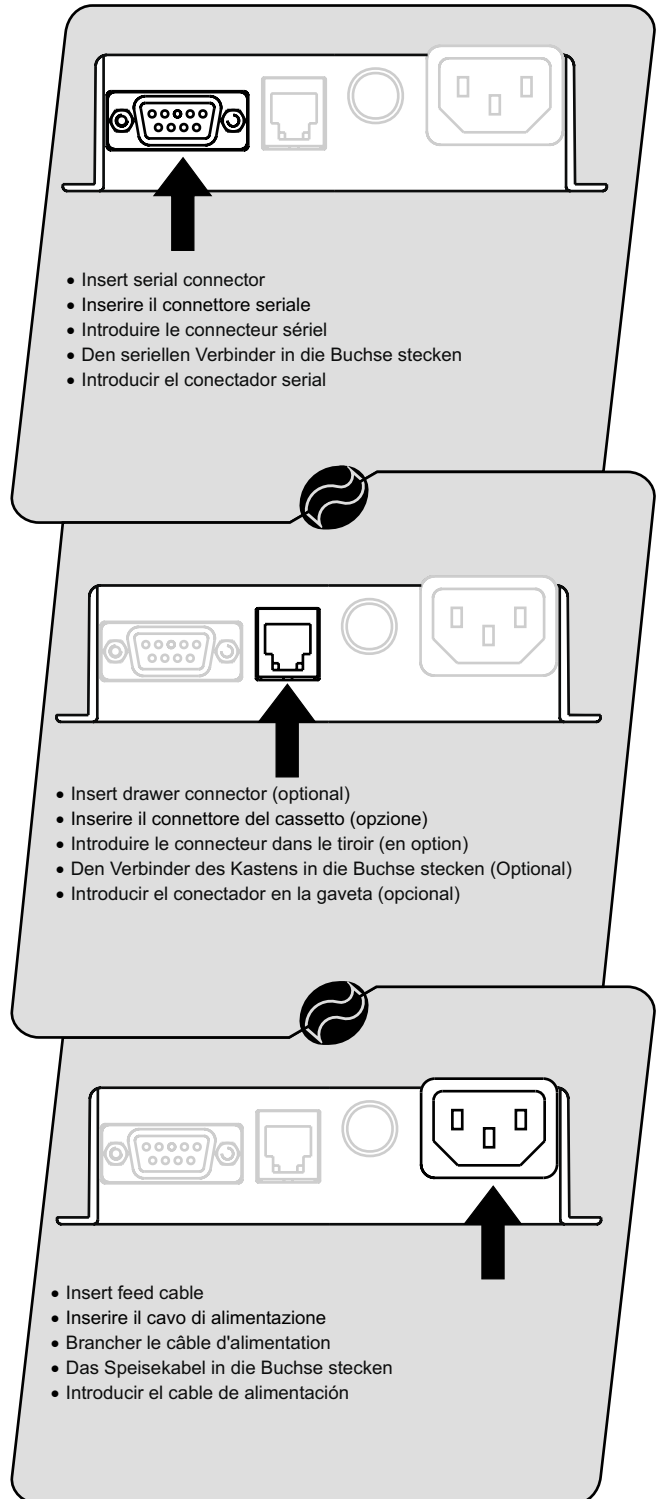 • Insert serial connector
• Inserire il connettore seriale
• Introduire le connecteur sériel
• Den seriellen Verbinder in die Buchse stecken
• Introducir el conectador serial
• Insert drawer connector (optional)
• Inserire il connettore del cassetto (opzione)
• Introduire le connecteur dans le tiroir (en option)
• Den Verbinder des Kastens in die Buchse stecken (Optional)
• Introducir el conectador en la gaveta (opcional)
• Insert feed cable
• Inserire il cavo di alimentazione
• Brancher le câble d'alimentation
• Das Speisekabel in die Buchse stecken
• Introducir el cable de alimentación